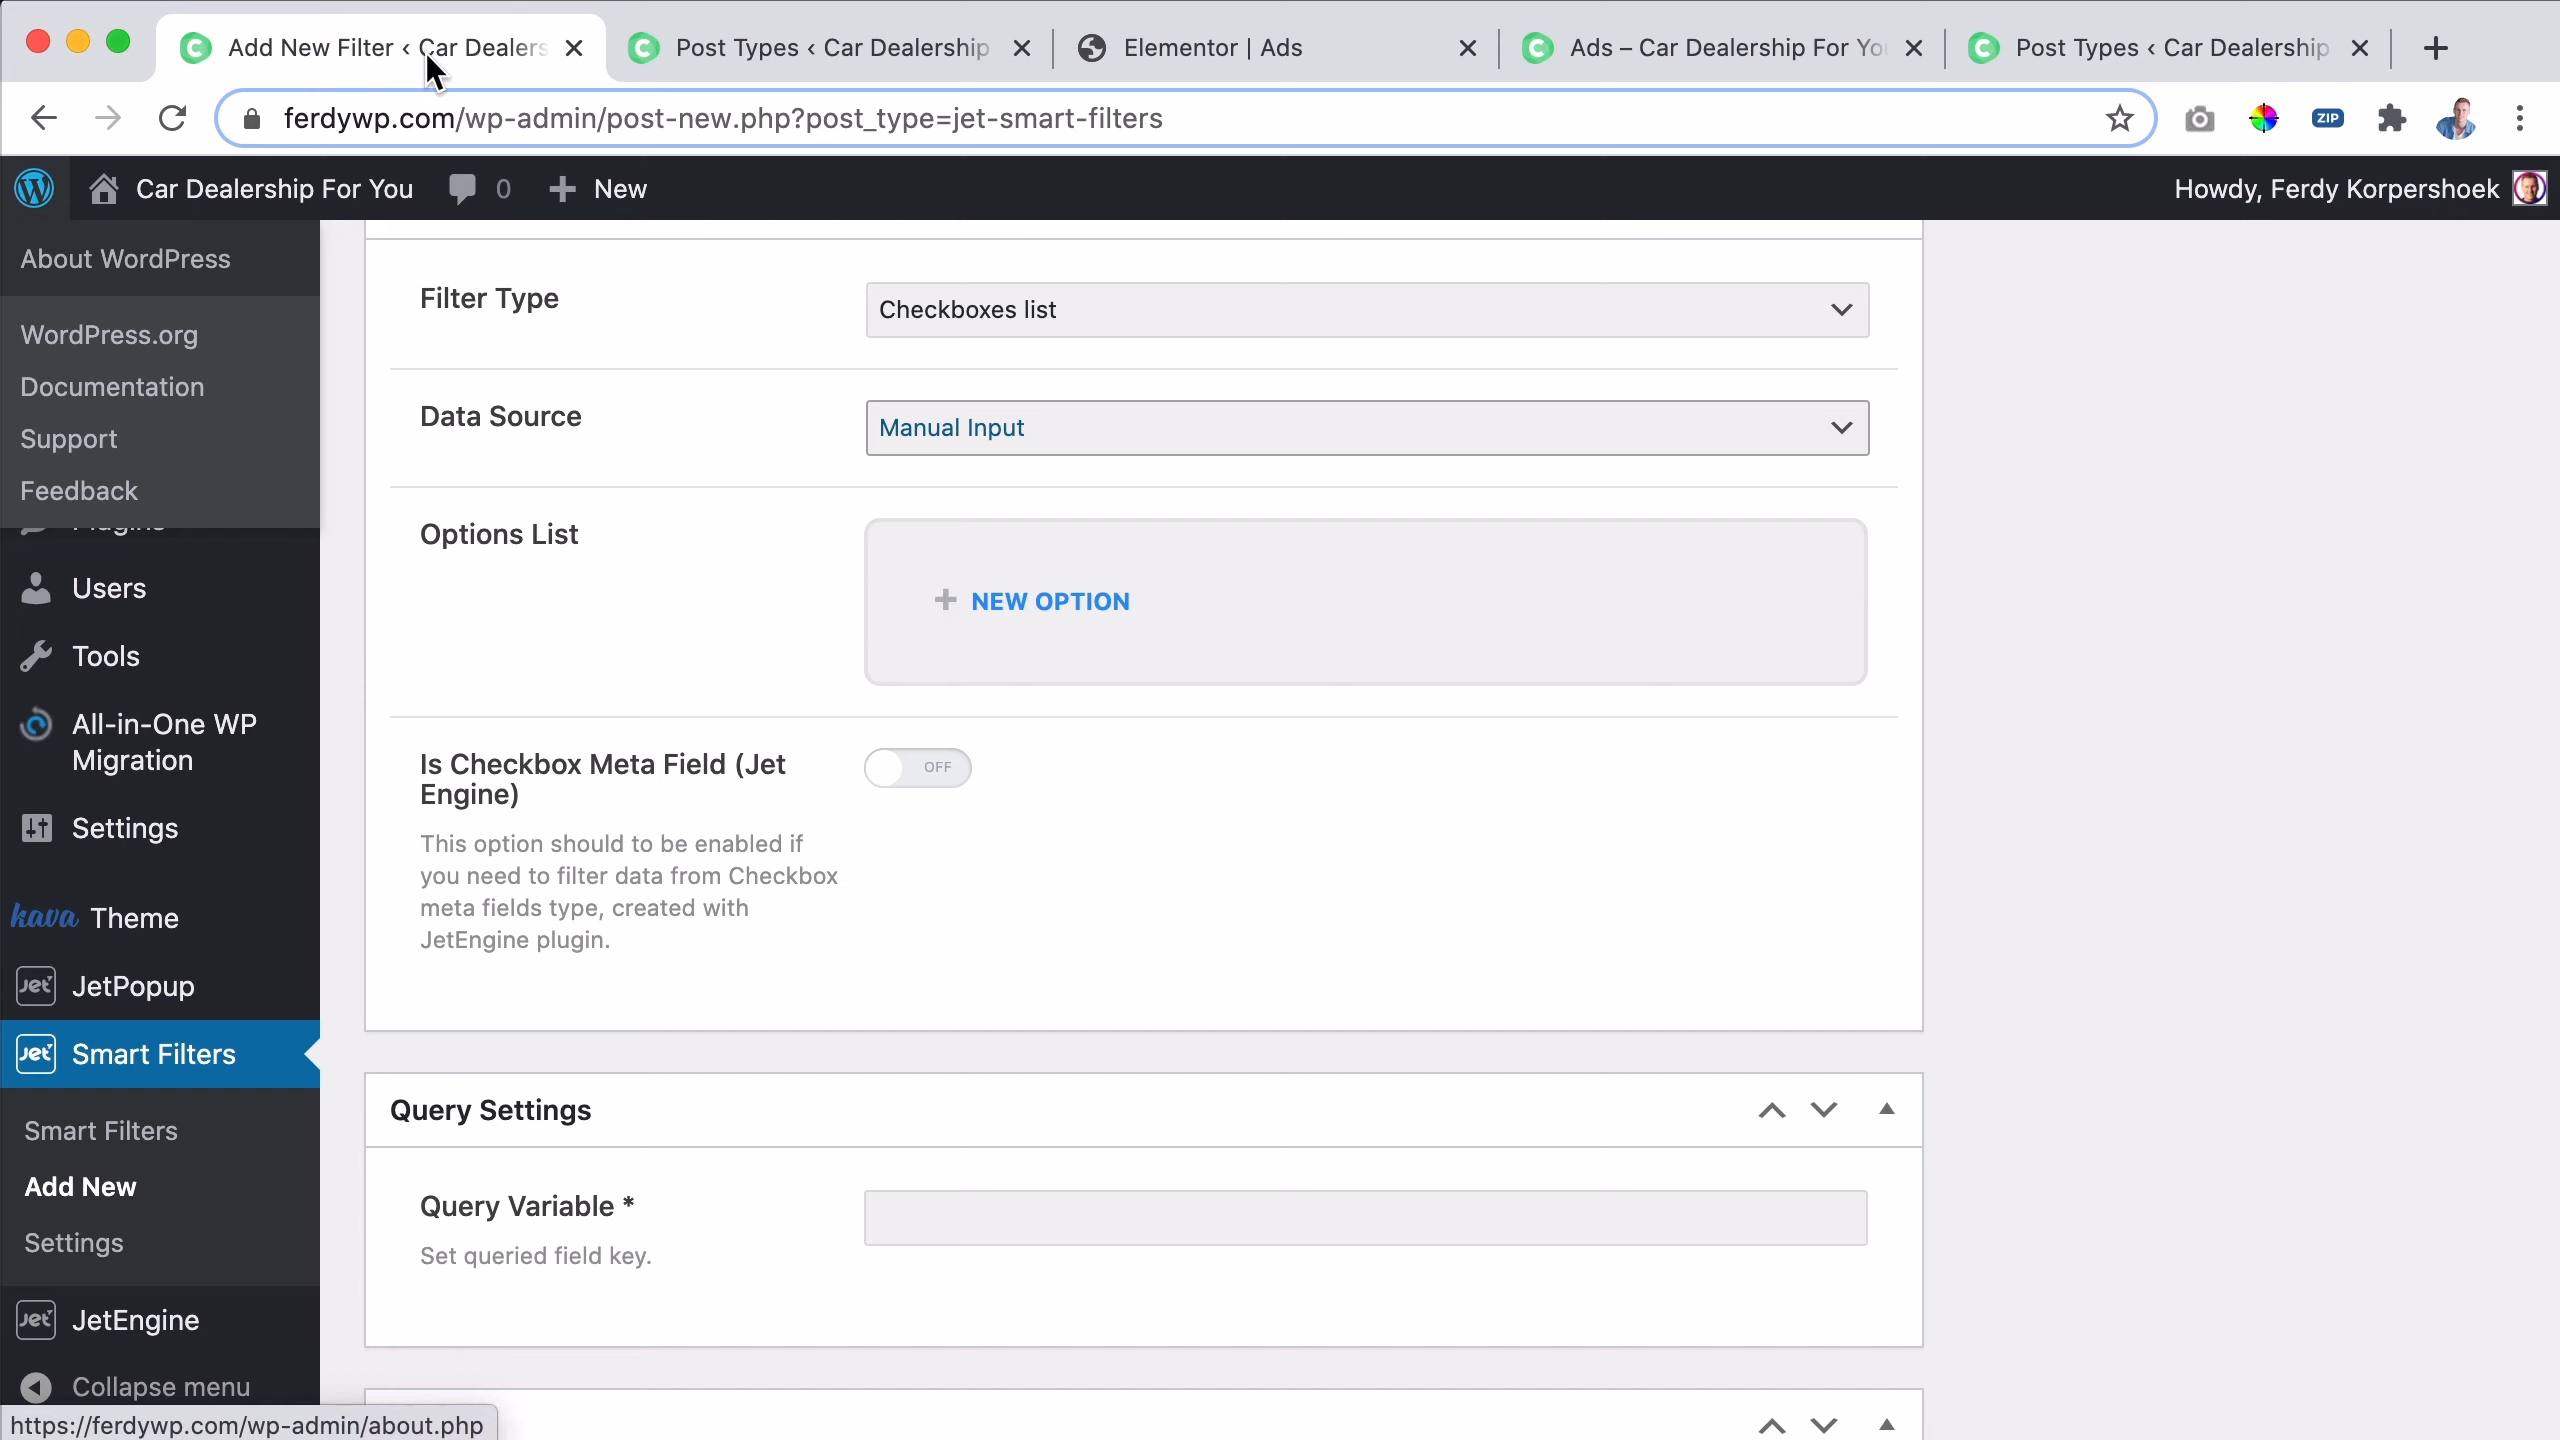 Add New Filter ‹ Car Dealers
Post Types ‹ Car Dealership
Elementor | Ads
Ads – Car Dealership For You
Post Types ‹ Car Dealership
ferdywp.com/wp-admin/post-new.php?post_type=jet-smart-filters
ZIP
Car Dealership For You
0
New
Howdy, Ferdy Korpershoek
About WordPress
WordPress.org
Documentation
Support
Feedback
Plugins
Users
Tools
All-in-One WP
Migration
Settings
kava Theme
Jet JetPopup
Jet Smart Filters
Smart Filters
Add New
Settings
Jet JetEngine
Collapse menu
https://ferdywp.com/wp-admin/about.php
Filter Type
Checkboxes list
Data Source
Manual Input
Options List
NEW OPTION
Is Checkbox Meta Field (Jet
Engine)
OFF
This option should to be enabled if
you need to filter data from Checkbox
meta fields type, created with
JetEngine plugin.
Query Settings
Query Variable *
Set queried field key.